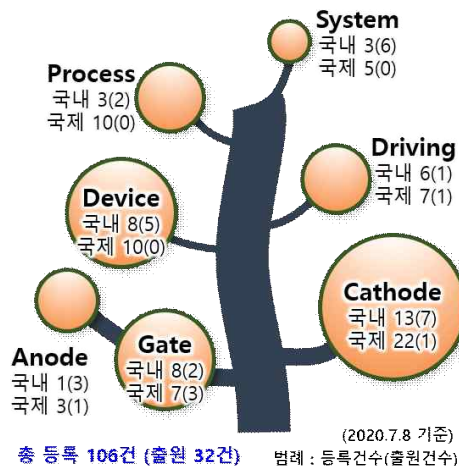 System
국내 3(6)
국제 5(0)
Process
국내 3(2)
국제 10(0)
Driving
국내 6(1)
국제 7(1)
Device
국내 8(5)
국제 10(0)
Cathode
국내 13(7)
국제 22(1)
Anode
국내 1(3)
국제 3(1)
Gate
국내 8(2)
국제 7(3)
(2020.7.8 기준)
총 등록 106건 (출원 32건)
범례 : 등록건수(출원건수)